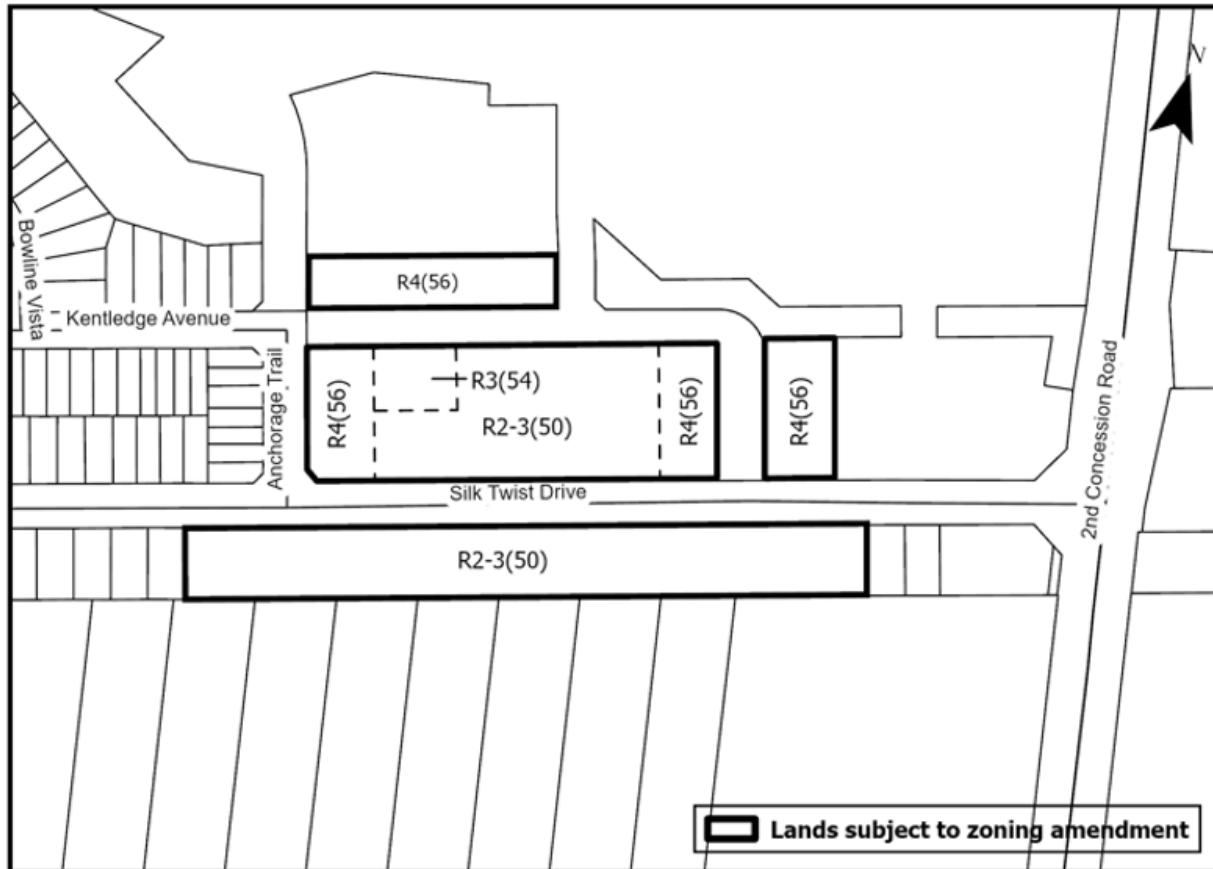 N
R4(56)
Bowline Vista
Kentledge Avenue
Anchorage Trail
R4(56)
R3(54)
R2-3(50)
R4(56)
R4(56)
2nd Concession Road
Silk Twist Drive
R2-3(50)
Lands subject to zoning amendment